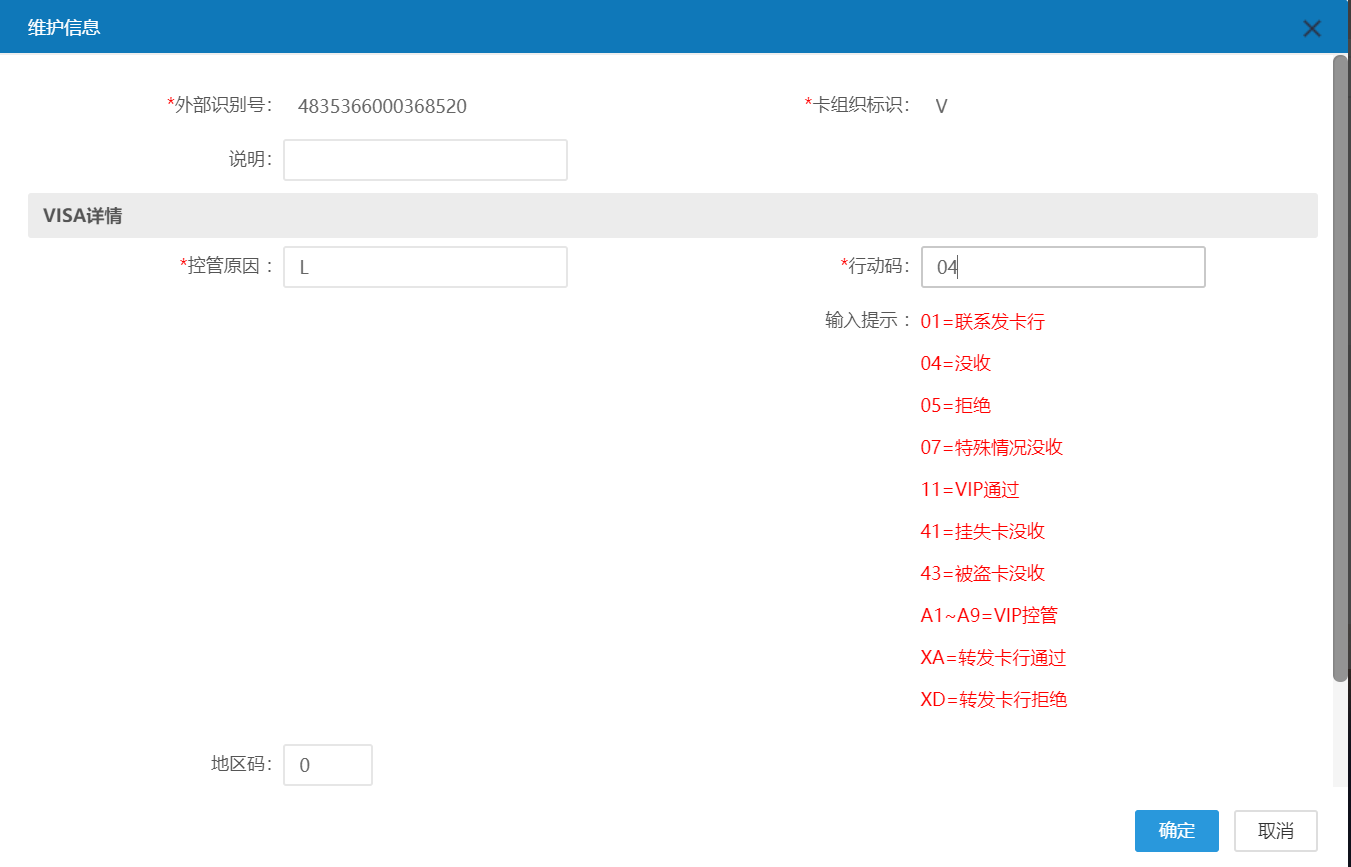 维护信息
*外部识别号： 4835366000368520 *卡组织标识： V
说明：
VISA详情
*控管原因 ： L *行动码： 04
输入提示 ： 01=联系发卡行
04=没收
05=拒绝
07=特殊情况没收
11=VIP通过
41=挂失卡没收
43=被盗卡没收
A1~A9=VIP控管
XA=转发卡行通过
XD=转发卡行拒绝
地区码： 0
确定 取消